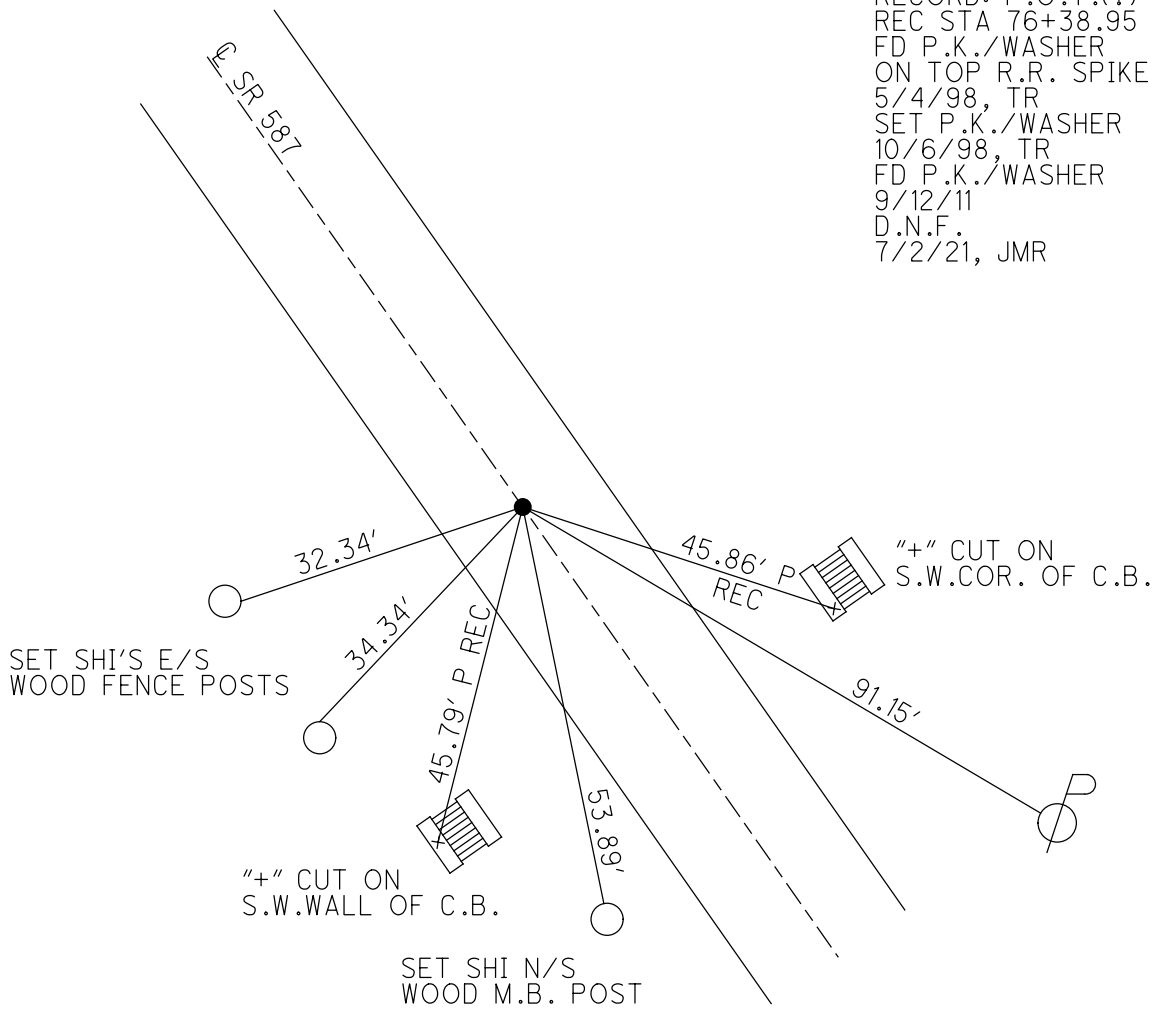 REC STA 76+38.95
FD P.K./WASHER
ON TOP R.R. SPIKE
5/4/98, TR
SET P.K./WASHER
10/6/98, TR
FD P.K./WASHER
9/12/11
D.N.F.
7/2/21, JMR
℄ SR 587
32.34'
34.34'
45.79' P REC
53.89'
45.86' P
REC
91.15'
"+" CUT ON
S.W.COR. OF C.B.
SET SHI'S E/S
WOOD FENCE POSTS
"+" CUT ON
S.W.WALL OF C.B.
SET SHI N/S
WOOD M.B. POST